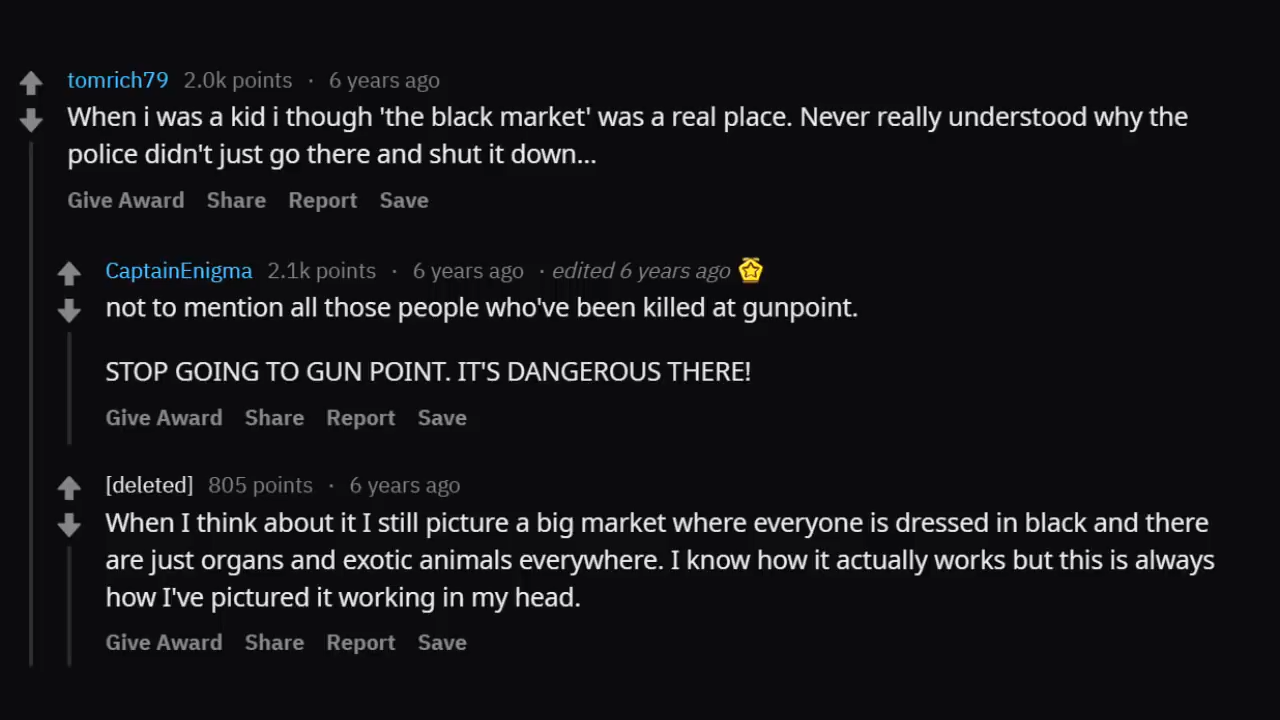 tomrich79 2.0k points · 6 years ago
When i was a kid i though 'the black market' was a real place. Never really understood why the
police didn't just go there and shut it down...
Give Award Share Report Save
CaptainEnigma 2.1k points · 6 years ago · edited 6 years ago
not to mention all those people who've been killed at gunpoint.
STOP GOING TO GUN POINT. IT'S DANGEROUS THERE!
Give Award Share Report Save
[deleted] 805 points · 6 years ago
When I think about it I still picture a big market where everyone is dressed in black and there
are just organs and exotic animals everywhere. I know how it actually works but this is always
how I've pictured it working in my head.
Give Award Share Report Save